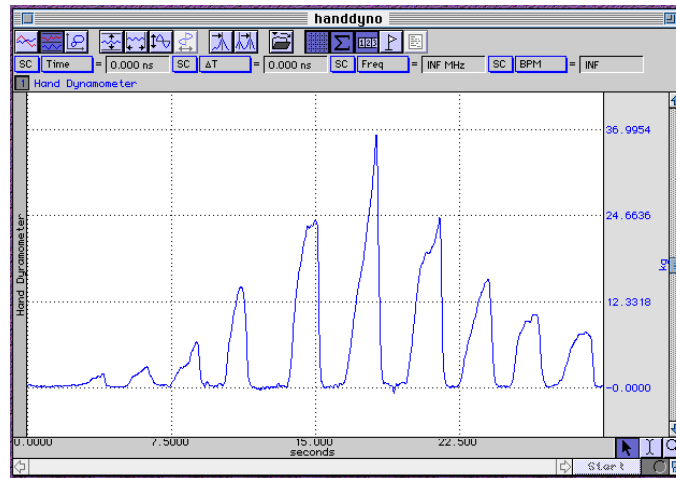 handdyno
SC Time = 0.000 ns SC ΔT = 0.000 ns SC Freq = INF MHz SC BPM = INF
1 Hand Dynamometer
Hand Dynamometer
36.9954
24.6636
12.3318
-0.0000
kg
0.0000 7.5000 15.000 22.500
seconds
Start